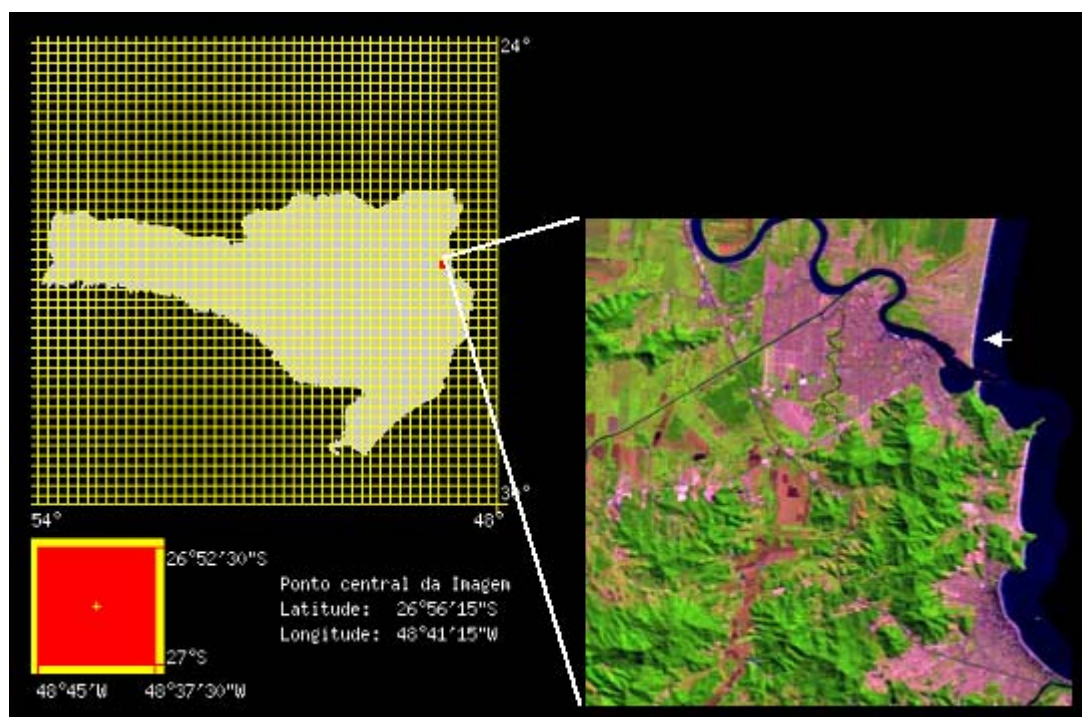 24°
30°
54°
48°
26°52'30"S
Ponto central da Imagem
Latitude: 26°56'15"S
Longitude: 48°41'15"W
27°S
48°45'W 48°37'30"W